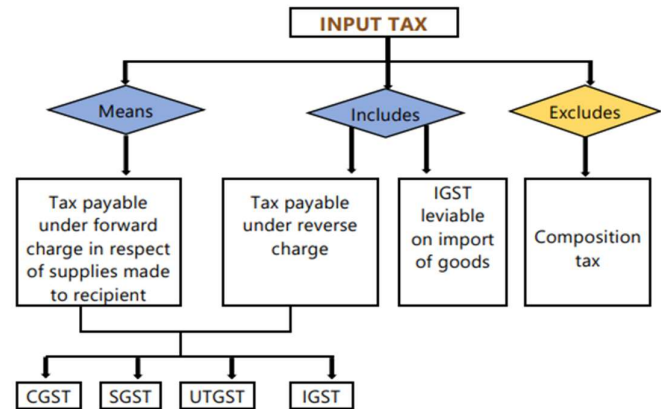 INPUT TAX
Means
Includes
Excludes
Tax payable
under forward
charge in respect
of supplies made
to recipient
Tax payable
under reverse
charge
IGST
leviable
on import
of goods
Composition
tax
CGST
SGST
UTGST
IGST